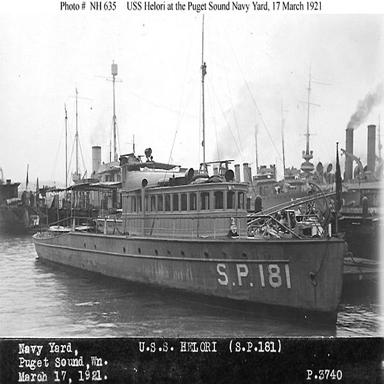 Photo # NH 635 USS Helori at the Puget Sound Navy Yard, 17 March 1921
S.P.181
Navy Yard,
Puget Sound,Wn.
March 17, 1921.
U.S.S. HELORI (S.P.181)
P.3740